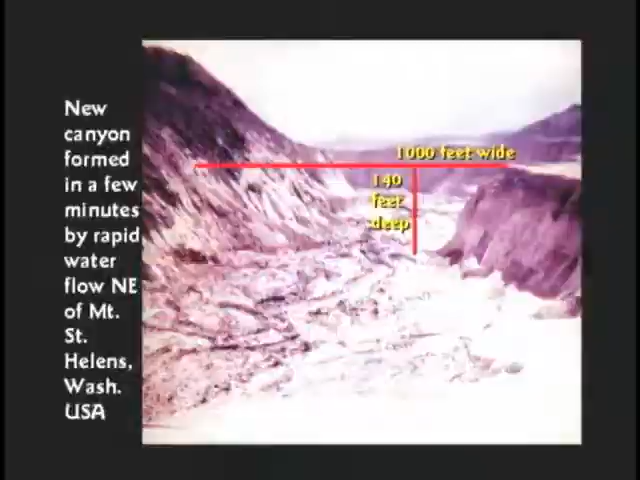 New
canyon
formed
in a few
minutes
by rapid
water
flow NE
of Mt.
St.
Helens,
Wash.
USA
1000 feet wide
140
feet
deep